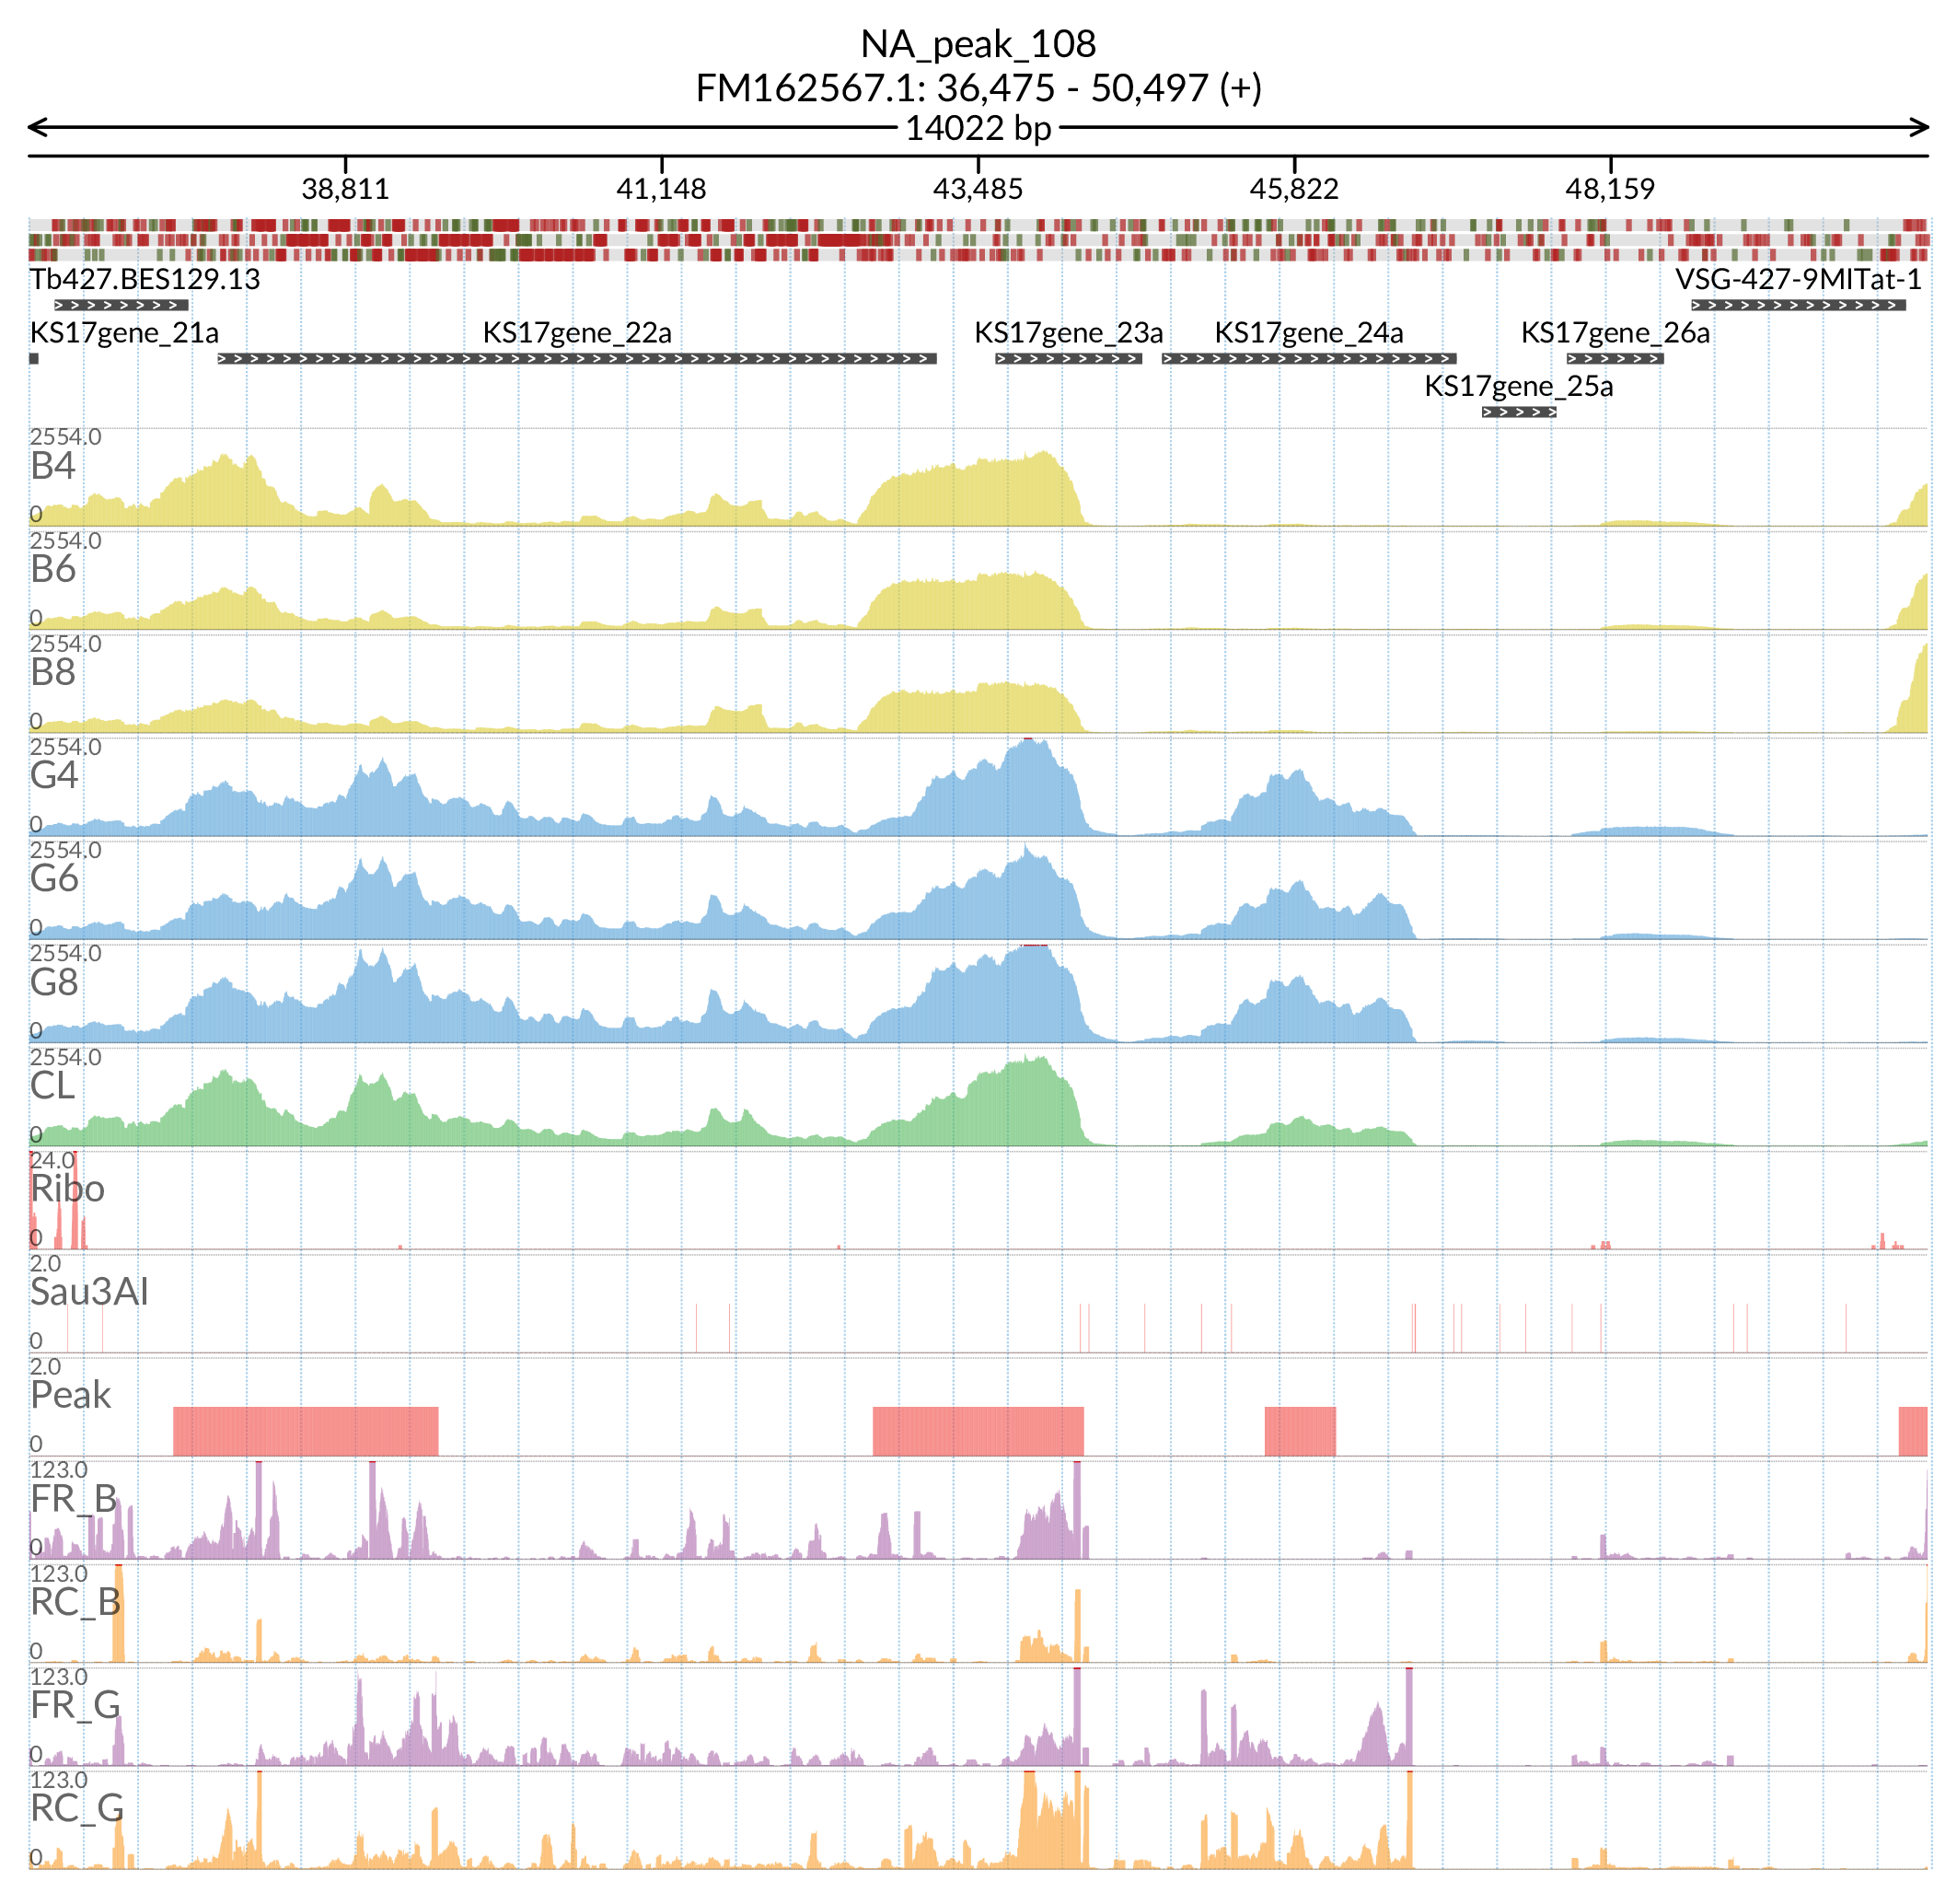 NA_peak_108
FM162567.1: 36,475 - 50,497 (+)
14022 bp
38,811 41,148 43,485 45,822 48,159
Tb427.BES129.13 VSG-427-9MITat-1
KS17gene_21a KS17gene_22a KS17gene_23a KS17gene_24a KS17gene_26a
KS17gene_25a
2554.0
B4
0
2554.0
B6
0
2554.0
B8
0
2554.0
G4
0
2554.0
G6
0
2554.0
G8
0
2554.0
CL
0
24.0
Ribo
0
2.0
Sau3AI
0
2.0
Peak
0
123.0
FR_B
0
123.0
RC_B
0
123.0
FR_G
0
123.0
RC_G
0